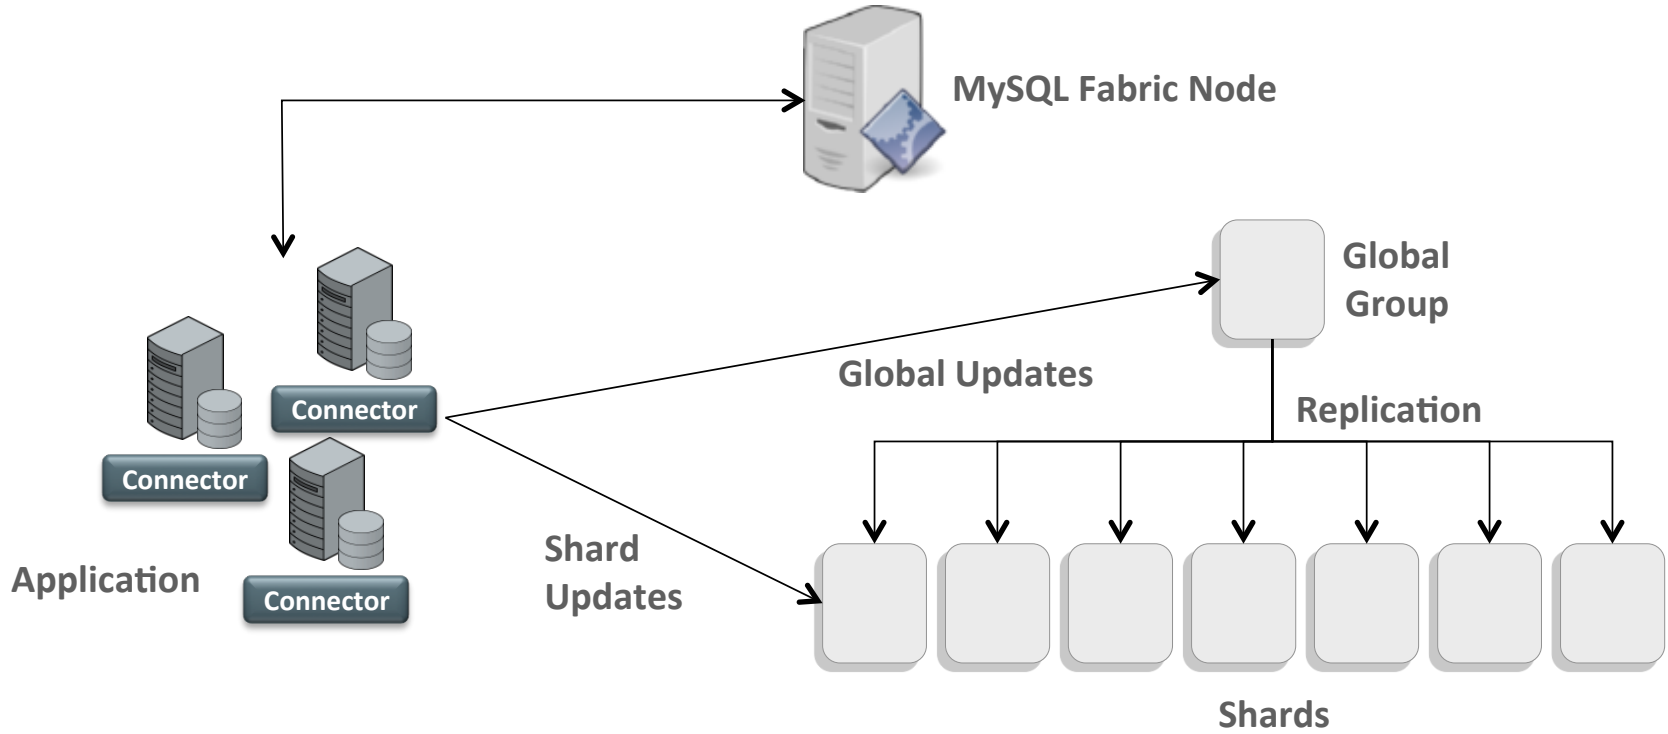 MySQL Fabric Node
Global
Group
Global Updates
Replication
Connector
Connector
Connector
Application
Shard
Updates
Shards